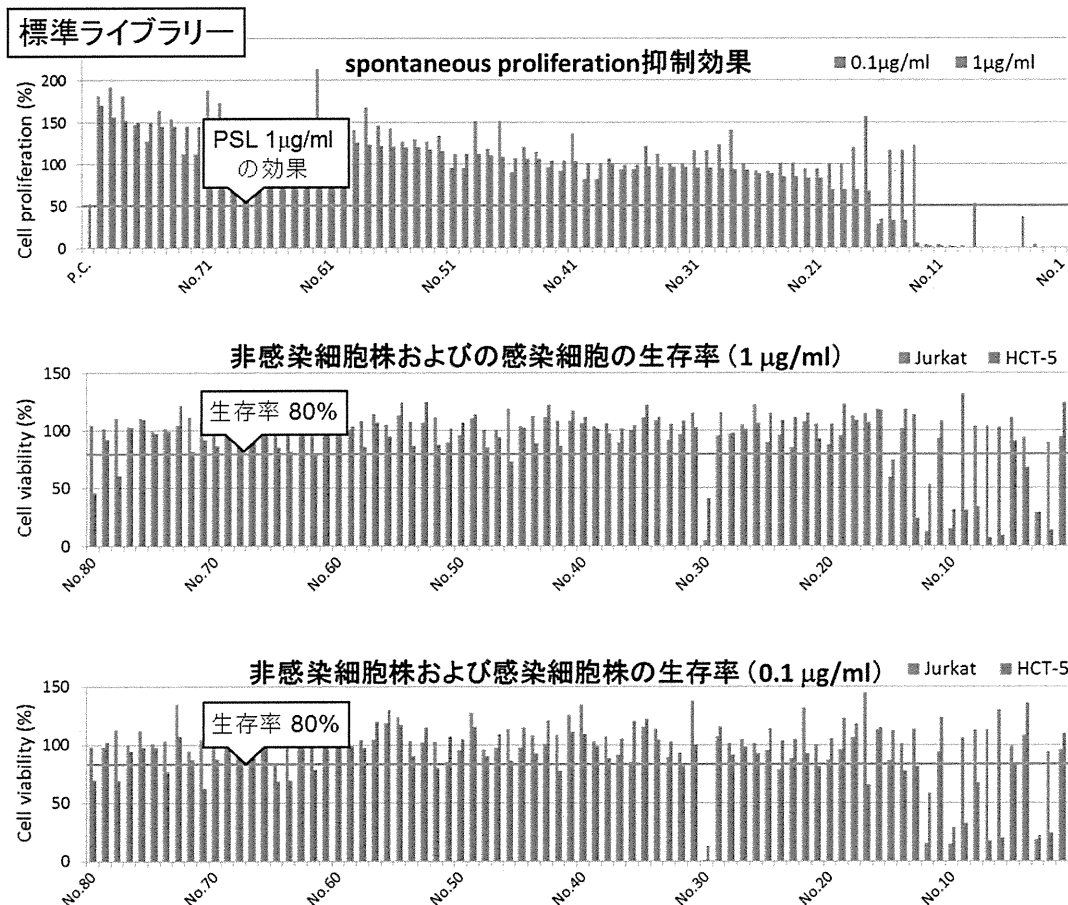 標準ライブラリー
spontaneous proliferation抑制効果
0.1μg/ml
1μg/ml
Cell proliferation (%)
200
150
100
50
0
PSL 1μg/ml
の効果
P.C.
No.71
No.61
No.51
No.41
No.31
No.21
No.11
No.1
非感染細胞株およびの感染細胞の生存率（1 μg/ml）
Jurkat
HCT-5
Cell viability (%)
150
100
50
0
生存率 80%
No.80
No.70
No.60
No.50
No.40
No.30
No.20
No.10
非感染細胞株および感染細胞株の生存率（0.1 μg/ml）
Jurkat
HCT-5
Cell viability (%)
150
100
50
0
生存率 80%
No.80
No.70
No.60
No.50
No.40
No.30
No.20
No.10